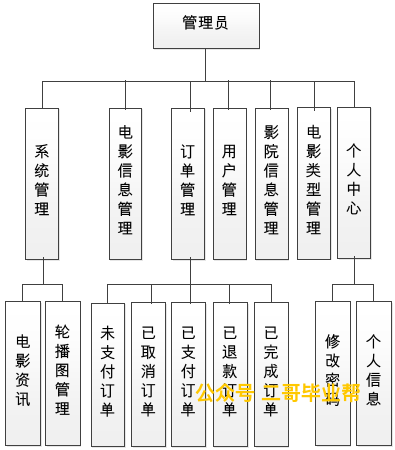 管理员
系统管理
电影信息管理
订单管理
用户管理
影院信息管理
电影类型管理
个人中心
电影资讯
轮播图管理
未支付订单
已取消订单
已支付订单
已退款订单
已完成订单
修改密码
个人信息
公众号 二哥毕业帮